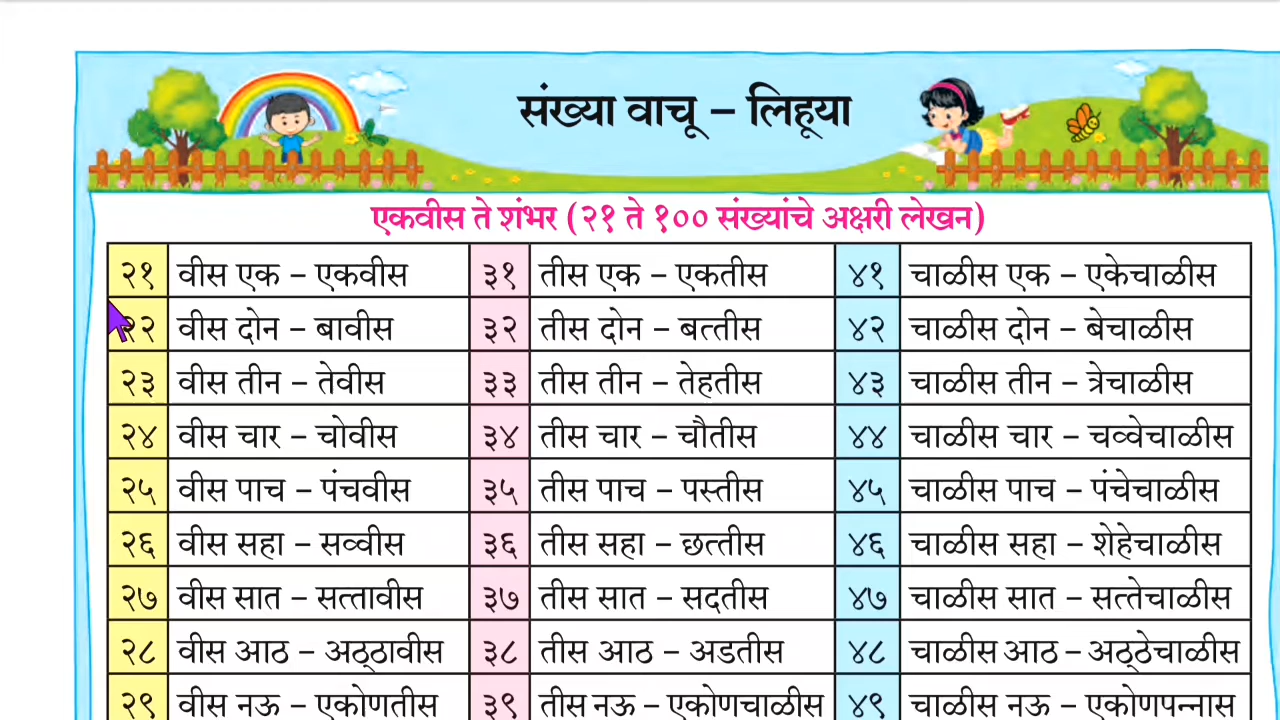 संख्या वाचू – लिहूया
एकवीस ते शंभर (२१ ते १०० संख्यांचे अक्षरी लेखन)
२१ वीस एक – एकवीस ३१ तीस एक – एकतीस ४१ चाळीस एक – एकेचाळीस
२२ वीस दोन – बावीस ३२ तीस दोन – बत्तीस ४२ चाळीस दोन – बेचाळीस
२३ वीस तीन – तेवीस ३३ तीस तीन – तेहतीस ४३ चाळीस तीन – त्रेचाळीस
२४ वीस चार – चोवीस ३४ तीस चार – चौतीस ४४ चाळीस चार – चव्वेचाळीस
२५ वीस पाच – पंचवीस ३५ तीस पाच – पस्तीस ४५ चाळीस पाच – पंचेचाळीस
२६ वीस सहा – सव्वीस ३६ तीस सहा – छत्तीस ४६ चाळीस सहा – शेहेचाळीस
२७ वीस सात – सत्तावीस ३७ तीस सात – सदतीस ४७ चाळीस सात – सत्तेचाळीस
२८ वीस आठ – अठ्ठावीस ३८ तीस आठ – अडतीस ४८ चाळीस आठ – अठ्ठेचाळीस
२९ वीस नऊ – एकोणतीस ३९ तीस नऊ – एकोणचाळीस ४९ चाळीस नऊ – एकोणपन्नास